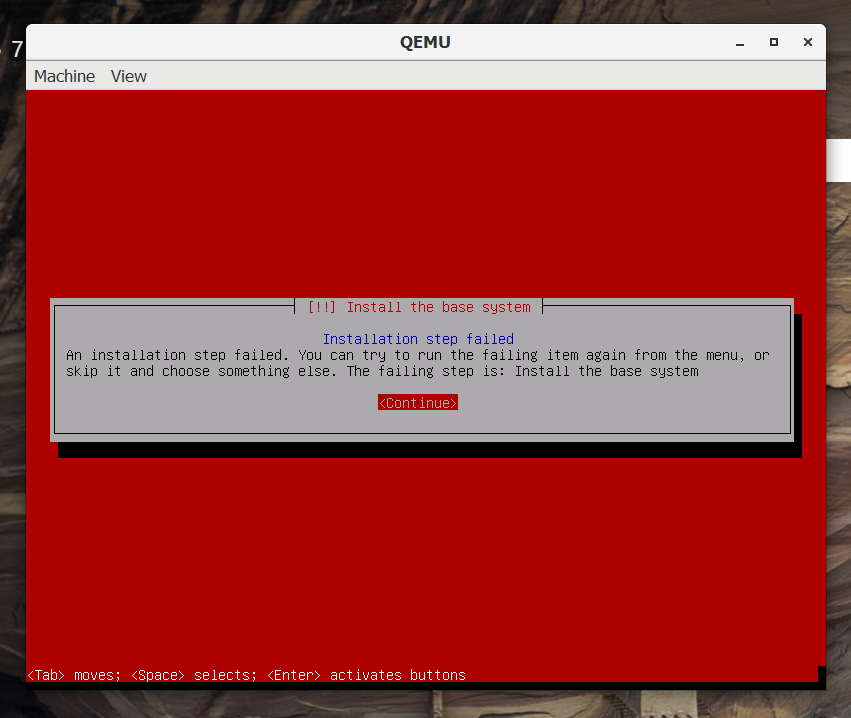 7
QEMU
Machine View
[!!] Install the base system
Installation step failed
An installation step failed. You can try to run the failing item again from the menu, or
skip it and choose something else. The failing step is: Install the base system
<Continue>
<Tab> moves; <Space> selects; <Enter> activates buttons